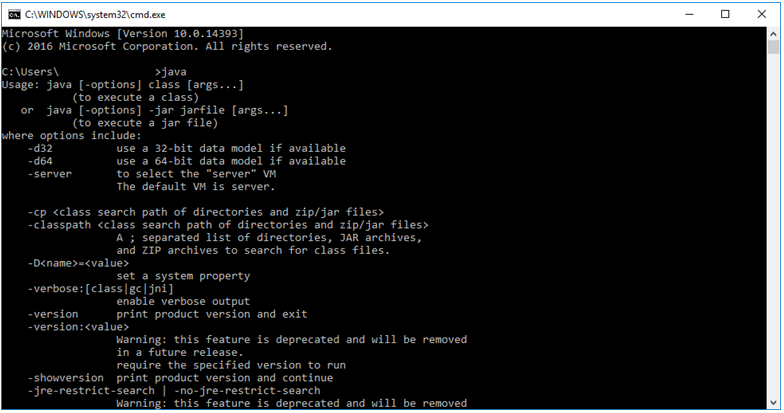 C:\WINDOWS\system32\cmd.exe
Microsoft Windows [Version 10.0.14393]
(c) 2016 Microsoft Corporation. All rights reserved.
C:\Users\ >java
Usage: java [-options] class [args...]
(to execute a class)
or java [-options] -jar jarfile [args...]
(to execute a jar file)
where options include:
-d32 use a 32-bit data model if available
-d64 use a 64-bit data model if available
-server to select the "server" VM
The default VM is server.
-cp <class search path of directories and zip/jar files>
-classpath <class search path of directories and zip/jar files>
A ; separated list of directories, JAR archives,
and ZIP archives to search for class files.
-D<name>=<value>
set a system property
-verbose:[class|gc|jni]
enable verbose output
-version print product version and exit
-version:<value>
Warning: this feature is deprecated and will be removed
in a future release.
require the specified version to run
-showversion print product version and continue
-jre-restrict-search | -no-jre-restrict-search
Warning: this feature is deprecated and will be removed